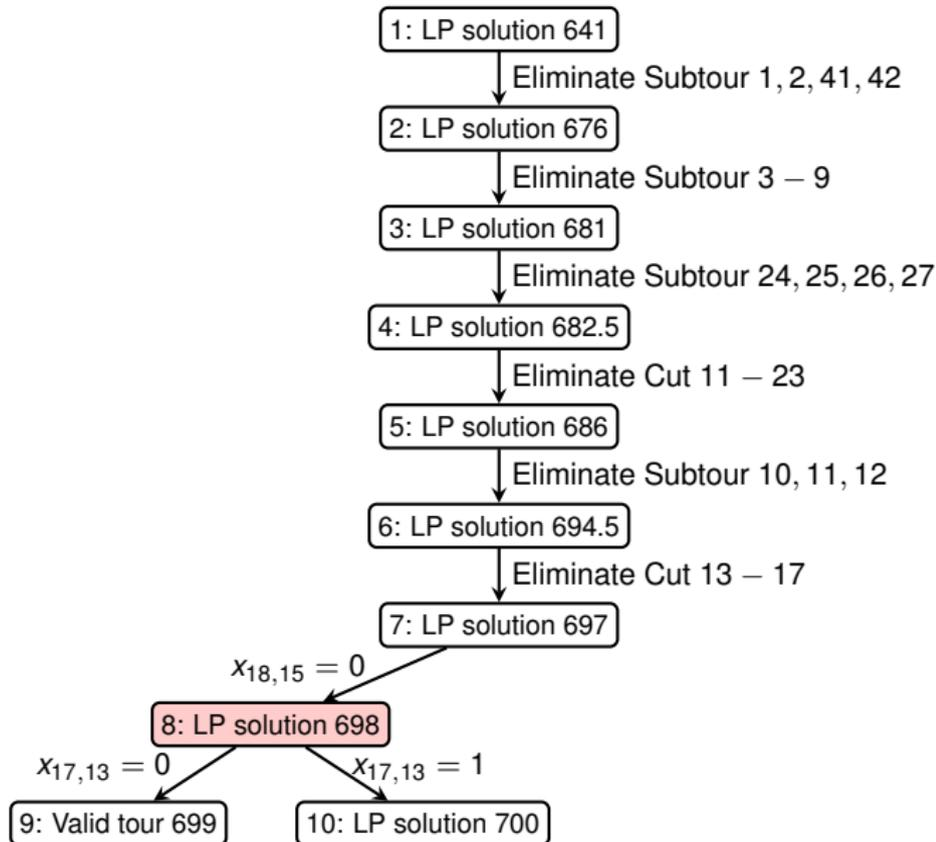 1: LP solution 641
Eliminate Subtour 1, 2, 41, 42
2: LP solution 676
Eliminate Subtour 3 − 9
3: LP solution 681
Eliminate Subtour 24, 25, 26, 27
4: LP solution 682.5
Eliminate Cut 11 − 23
5: LP solution 686
Eliminate Subtour 10, 11, 12
6: LP solution 694.5
Eliminate Cut 13 − 17
7: LP solution 697
x18,15 = 0
8: LP solution 698
x17,13 = 0
x17,13 = 1
9: Valid tour 699
10: LP solution 700